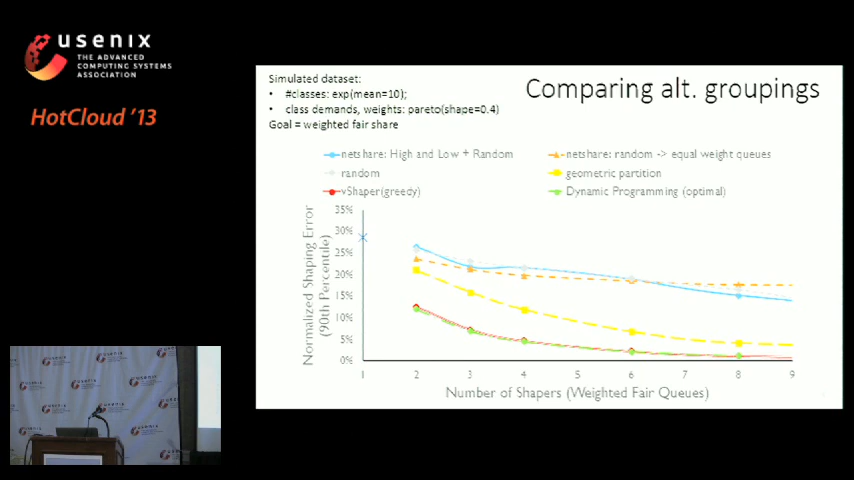 usenix
THE ADVANCED
COMPUTING SYSTEMS
ASSOCIATION
HotCloud '13
Simulated dataset:
• #classes: exp(mean=10);
• class demands, weights: pareto(shape=0.4)
Goal = weighted fair share
Comparing alt. groupings
netshare: High and Low + Random
netshare: random -> equal weight queues
random
geometric partition
vShaper(greedy)
Dynamic Programming (optimal)
Normalized Shaping Error
(90th Percentile)
35%
30%
25%
20%
15%
10%
5%
0%
1 2 3 4 5 6 7 8 9
Number of Shapers (Weighted Fair Queues)